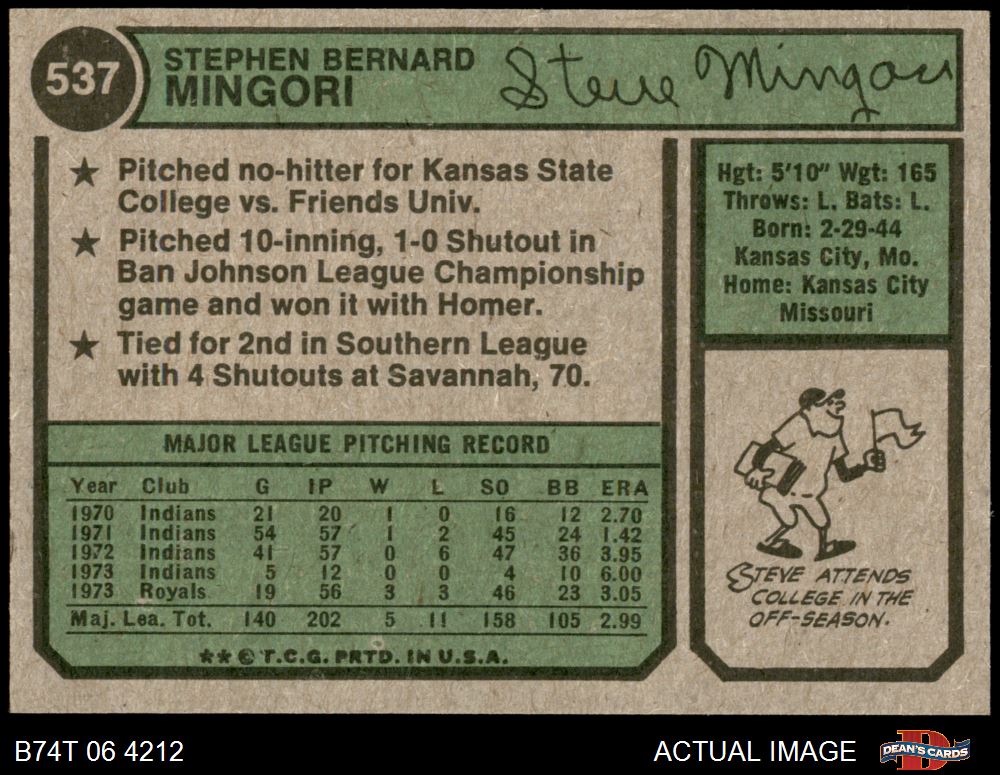 537
STEPHEN BERNARD
MINGORI
Steve Mingori
★ Pitched no-hitter for Kansas State
College vs. Friends Univ.
★ Pitched 10-inning, 1-0 Shutout in
Ban Johnson League Championship
game and won it with Homer.
★ Tied for 2nd in Southern League
with 4 Shutouts at Savannah, 70.
Hgt: 5'10" Wgt: 165
Throws: L. Bats: L.
Born: 2-29-44
Kansas City, Mo.
Home: Kansas City
Missouri
MAJOR LEAGUE PITCHING RECORD
Year Club G IP W L SO BB ERA
1970 Indians 21 20 1 0 16 12 2.70
1971 Indians 54 57 1 2 45 24 1.42
1972 Indians 41 57 0 6 47 36 3.95
1973 Indians 5 12 0 0 4 10 6.00
1973 Royals 19 56 3 3 46 23 3.05
Maj. Lea. Tot. 140 202 5 11 158 105 2.99
** © T.C.G. PRTD. IN U.S.A.
STEVE ATTENDS
COLLEGE IN THE
OFF-SEASON.
B74T 06 4212
ACTUAL IMAGE
DEAN'S CARDS